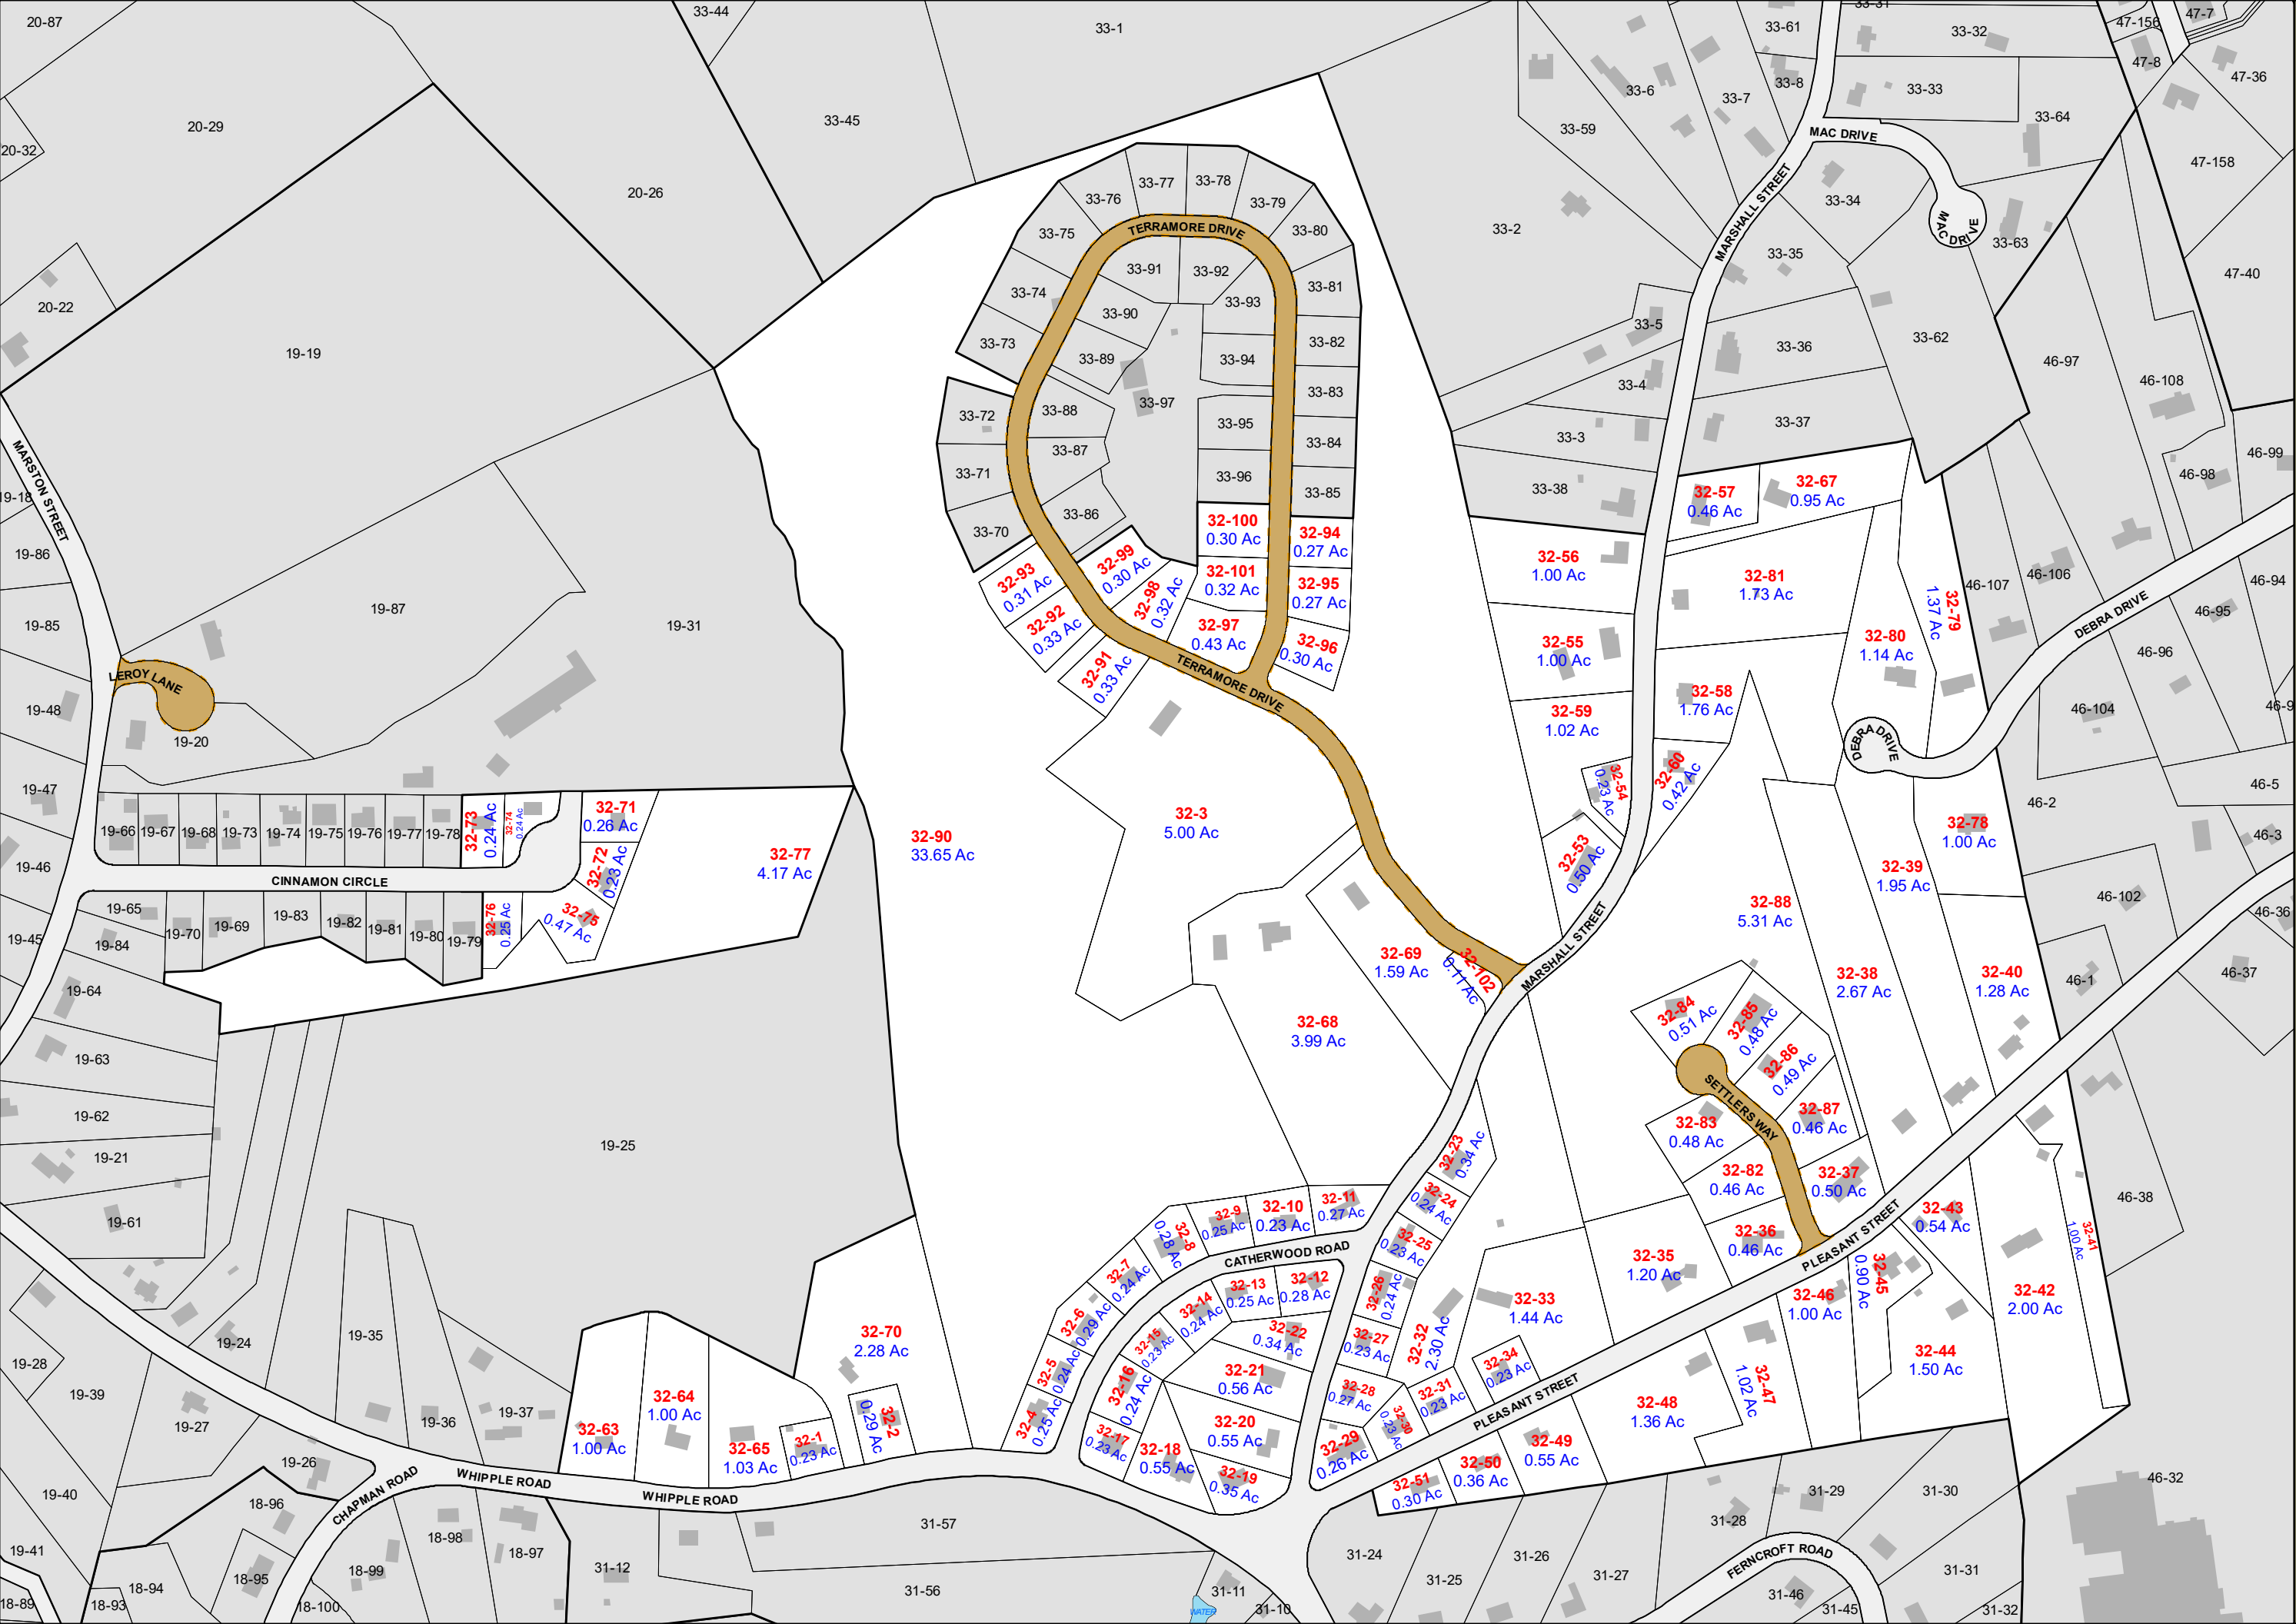 20-87
33-44
33-1
33-31
47-156
47-7
33-61
33-32
20-29
33-45
33-6
33-7
33-8
33-33
47-8
47-36
20-32
33-59
33-64
MAC DRIVE
47-158
20-26
33-77
33-78
33-76
33-79
33-34
MARSHALL STREET
33-75
TERRAMORE DRIVE
33-80
33-2
MAC DRIVE
33-63
33-35
47-40
33-91
33-92
20-22
33-74
33-90
33-93
33-81
33-5
33-36
33-62
19-19
33-73
33-89
33-94
33-82
33-4
46-97
46-108
33-72
33-88
33-97
33-95
33-83
33-3
33-37
MARSTON STREET
33-71
33-87
33-96
33-84
33-85
33-38
46-99
46-98
19-18
33-70
33-86
32-57
0.46 Ac
32-67
0.95 Ac
19-86
32-100
0.30 Ac
32-94
0.27 Ac
32-99
0.30 Ac
32-93
0.31 Ac
32-56
1.00 Ac
32-81
1.73 Ac
32-79
1.37 Ac
46-107
46-106
46-94
19-87
19-31
19-85
32-92
0.33 Ac
32-98
0.32 Ac
32-101
0.32 Ac
32-95
0.27 Ac
DEBRA DRIVE
46-95
32-97
0.43 Ac
32-96
0.30 Ac
32-55
1.00 Ac
32-80
1.14 Ac
46-96
LEROY LANE
32-91
0.33 Ac
TERRAMORE DRIVE
32-58
1.76 Ac
46-104
46-9
19-48
19-20
32-59
1.02 Ac
DEBRA DRIVE
19-47
32-54
0.23 Ac
32-60
0.42 Ac
46-5
46-2
19-66
19-67
19-68
19-73
19-74
19-75
19-76
19-77
19-78
32-73
0.24 Ac
32-74
0.24 Ac
32-71
0.26 Ac
32-3
5.00 Ac
32-90
33.65 Ac
32-78
1.00 Ac
46-3
19-46
32-77
4.17 Ac
32-72
0.23 Ac
32-53
0.50 Ac
32-39
1.95 Ac
CINNAMON CIRCLE
46-102
46-36
19-65
19-83
19-82
19-81
19-80
19-79
19-70
19-69
32-76
0.25 Ac
32-75
0.47 Ac
32-88
5.31 Ac
19-45
19-84
32-69
1.59 Ac
32-102
0.11 Ac
MARSHALL STREET
32-38
2.67 Ac
32-40
1.28 Ac
46-1
46-37
19-64
32-84
0.51 Ac
32-85
0.48 Ac
32-68
3.99 Ac
19-63
32-86
0.49 Ac
SETTLERS WAY
19-62
32-83
0.48 Ac
32-87
0.46 Ac
19-21
19-25
32-23
0.34 Ac
32-82
0.46 Ac
32-37
0.50 Ac
46-38
19-61
32-9
0.25 Ac
32-10
0.23 Ac
32-11
0.27 Ac
32-24
0.24 Ac
32-8
0.28 Ac
32-25
0.23 Ac
32-36
0.46 Ac
32-43
0.54 Ac
32-41
1.00 Ac
CATHERWOOD ROAD
PLEASANT STREET
32-7
0.24 Ac
32-13
0.25 Ac
32-12
0.28 Ac
32-35
1.20 Ac
32-45
0.90 Ac
32-46
1.00 Ac
32-42
2.00 Ac
32-14
0.24 Ac
32-26
0.24 Ac
32-33
1.44 Ac
32-6
0.29 Ac
32-22
0.34 Ac
32-27
0.23 Ac
32-32
2.30 Ac
19-35
19-24
32-70
2.28 Ac
32-15
0.23 Ac
32-44
1.50 Ac
19-28
19-39
32-5
0.24 Ac
32-16
0.24 Ac
32-21
0.56 Ac
32-34
0.23 Ac
32-47
1.02 Ac
32-28
0.27 Ac
32-31
0.23 Ac
32-64
1.00 Ac
32-48
1.36 Ac
19-36
19-37
19-27
32-63
1.00 Ac
32-65
1.03 Ac
32-1
0.23 Ac
32-2
0.29 Ac
32-4
0.25 Ac
32-17
0.23 Ac
32-18
0.55 Ac
32-20
0.55 Ac
32-29
0.26 Ac
32-30
0.23 Ac
PLEASANT STREET
32-49
0.55 Ac
19-26
32-19
0.35 Ac
32-51
0.30 Ac
32-50
0.36 Ac
WHIPPLE ROAD
WHIPPLE ROAD
CHAPMAN ROAD
46-32
19-40
18-96
31-29
31-30
31-28
18-98
31-57
FERNCROFT ROAD
19-41
18-97
31-12
31-24
31-26
18-99
18-95
31-25
31-27
31-31
18-94
31-56
31-11
31-46
18-89
18-93
18-100
WATER
31-10
31-45
31-32